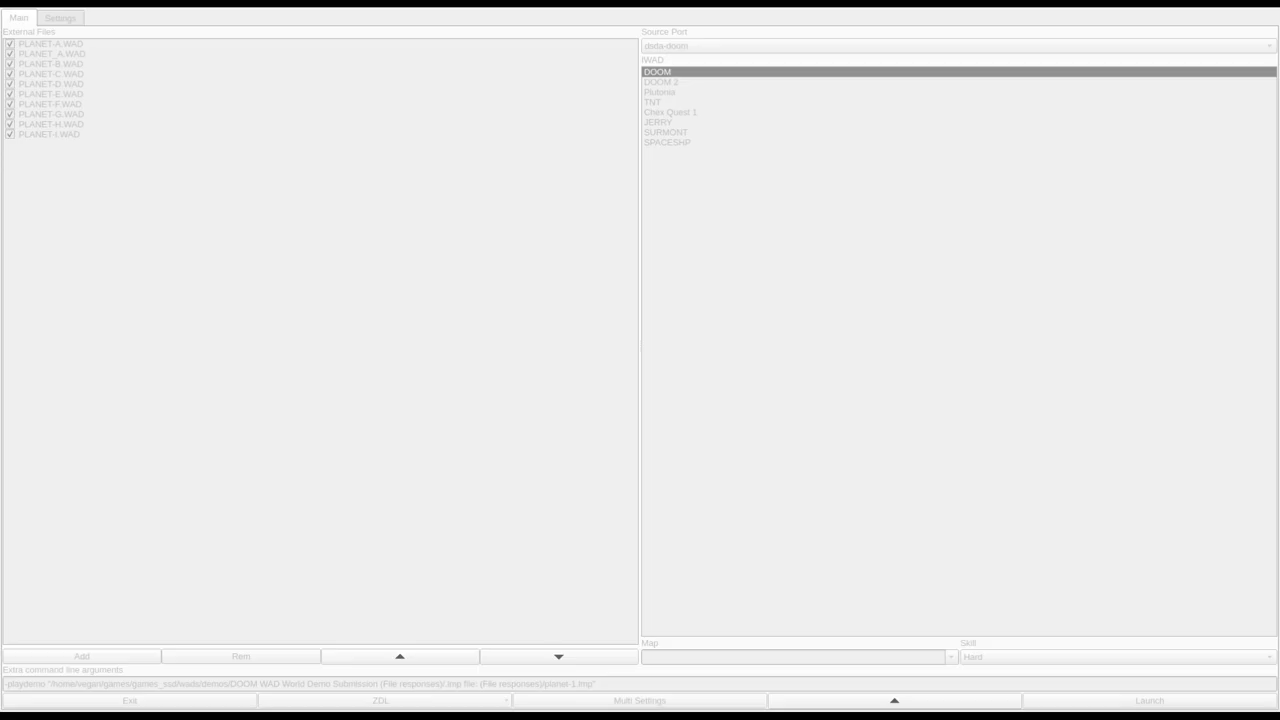 Main
Settings
External Files
PLANET-A.WAD
PLANET_A.WAD
PLANET-B.WAD
PLANET-C.WAD
PLANET-D.WAD
PLANET-E.WAD
PLANET-F.WAD
PLANET-G.WAD
PLANET-H.WAD
PLANET-I.WAD
Add
Rem
Source Port
dsda-doom
IWAD
DOOM
DOOM 2
Plutonia
TNT
Chex Quest 1
JERRY
SURMONT
SPACESHP
Map
Skill
Hard
Extra command line arguments
-playdemo "/home/vegan/games/games_ssd/wads/demos/DOOM WAD World Demo Submission (File responses)/.tmp file: (File responses)/planet-1.lmp"
Exit
ZDL
Multi Settings
Launch